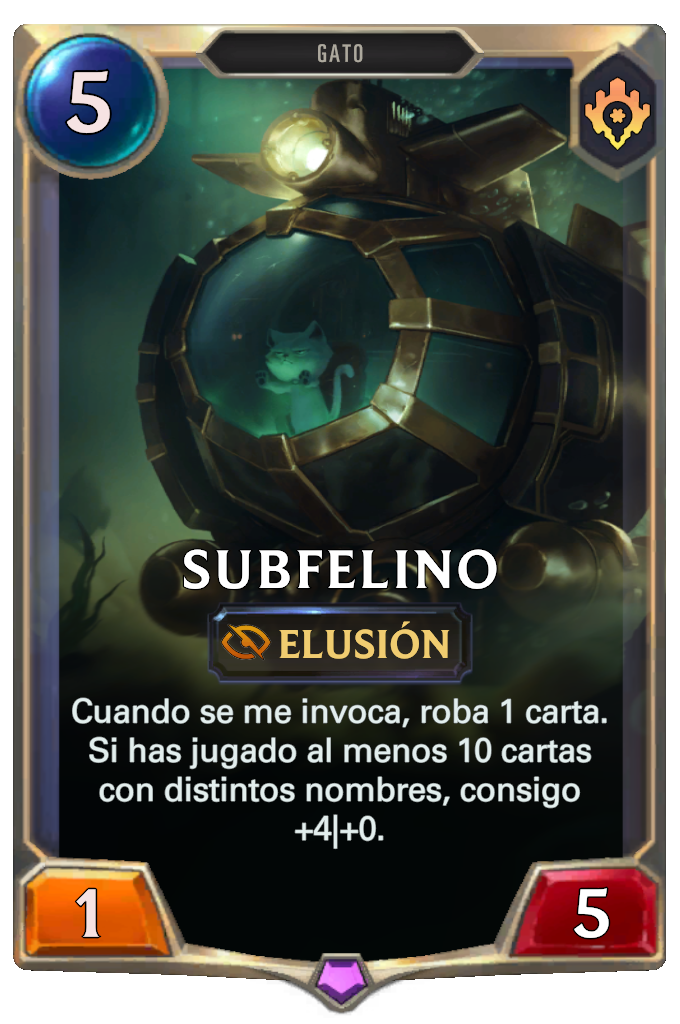 GATO
5
SUBFELINO
ELUSIÓN
Cuando se me invoca, roba 1 carta.
Si has jugado al menos 10 cartas
con distintos nombres, consigo
+4|+0.
1
5